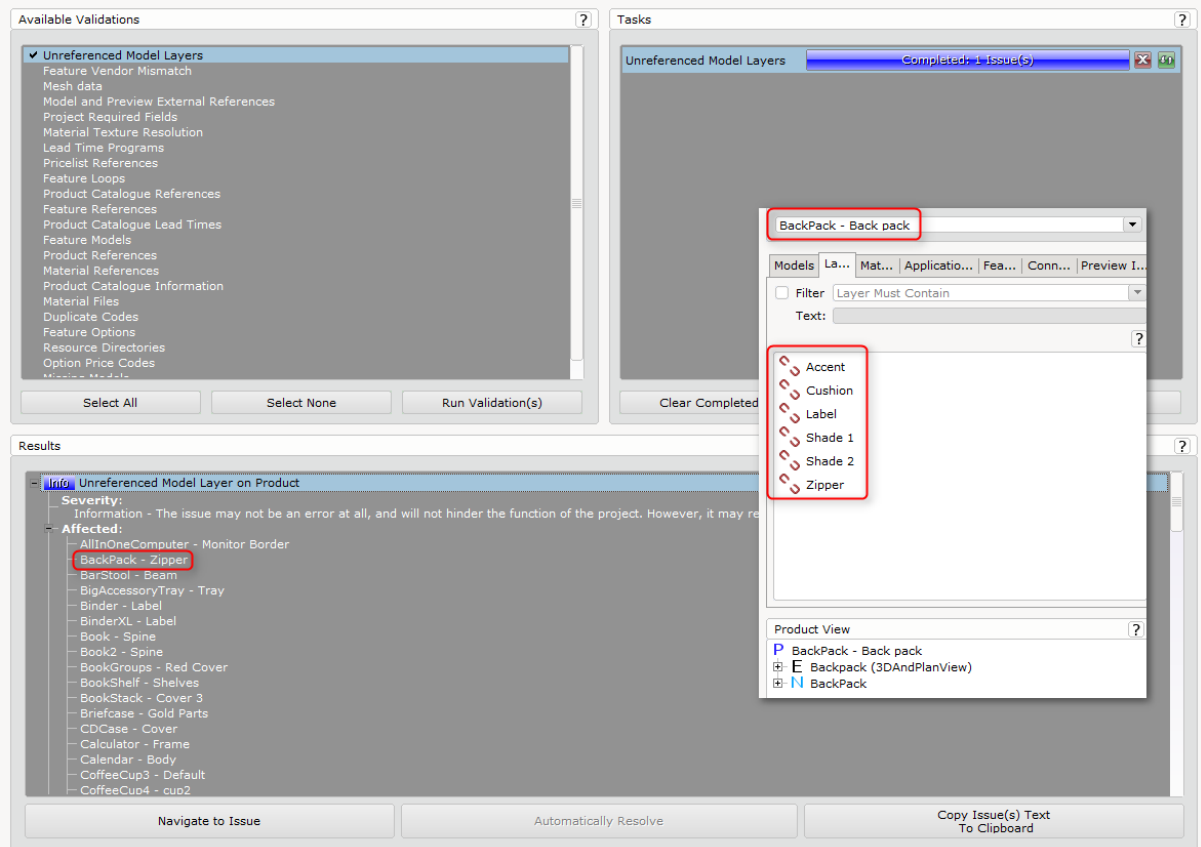 Available Validations
?
✔ Unreferenced Model Layers
Feature Vendor Mismatch
Mesh data
Model and Preview External References
Project Required Fields
Material Texture Resolution
Lead Time Programs
Pricelist References
Feature Loops
Product Catalogue References
Feature References
Product Catalogue Lead Times
Feature Models
Product References
Material References
Product Catalogue Information
Material Files
Duplicate Codes
Feature Options
Resource Directories
Option Price Codes
Missing Models
Select All
Select None
Run Validation(s)
Tasks
?
Unreferenced Model Layers
Completed: 1 Issue(s)
Clear Completed
BackPack - Back pack
Models
La...
Mat...
Applicatio...
Fea...
Conn...
Preview I...
Filter
Layer Must Contain
Text:
?
Accent
Cushion
Label
Shade 1
Shade 2
Zipper
Product View
?
P BackPack - Back pack
E Backpack (3DAndPlanView)
N BackPack
Results
?
Info Unreferenced Model Layer on Product
Severity:
Information - The issue may not be an error at all, and will not hinder the function of the project. However, it may re
Affected:
AllInOneComputer - Monitor Border
BackPack - Zipper
BarStool - Beam
BigAccessoryTray - Tray
Binder - Label
BinderXL - Label
Book - Spine
Book2 - Spine
BookGroups - Red Cover
BookShelf - Shelves
BookStack - Cover 3
Briefcase - Gold Parts
CDCase - Cover
Calculator - Frame
Calendar - Body
CoffeeCup3 - Default
CoffeeCup4 - cup2
Navigate to Issue
Automatically Resolve
Copy Issue(s) Text
To Clipboard